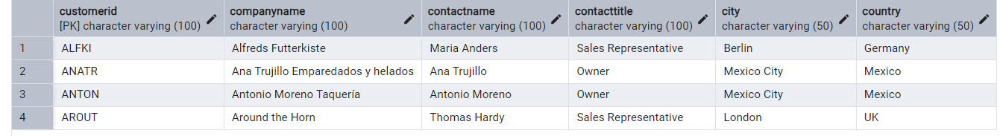 customerid companyname contactname contacttitle city country
[PK] character varying (100) character varying (100) character varying (100) character varying (100) character varying (50) character varying (50)
1 ALFKI Alfreds Futterkiste Maria Anders Sales Representative Berlin Germany
2 ANATR Ana Trujillo Emparedados y helados Ana Trujillo Owner Mexico City Mexico
3 ANTON Antonio Moreno Taquería Antonio Moreno Owner Mexico City Mexico
4 AROUT Around the Horn Thomas Hardy Sales Representative London UK